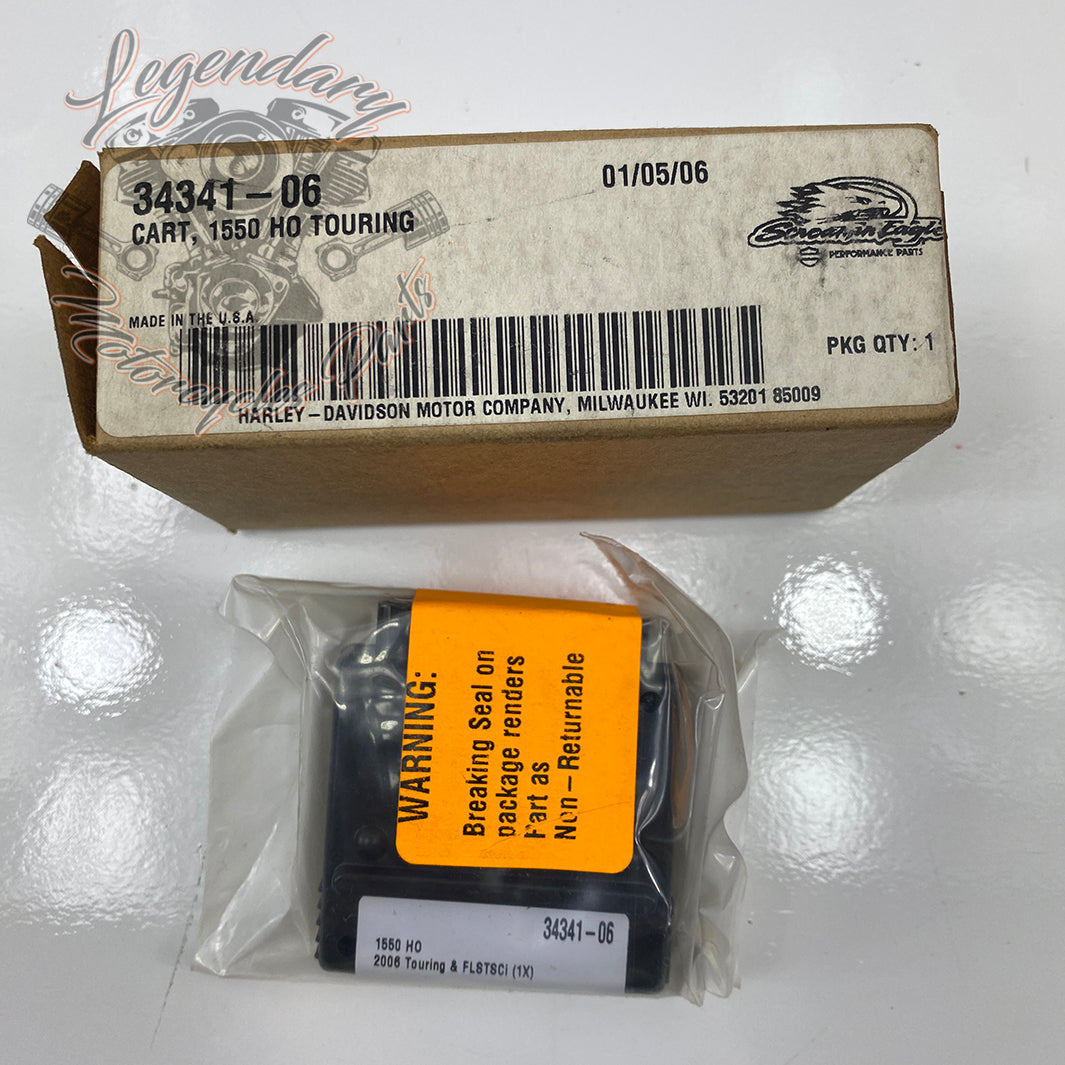 Legendary
Motorcycles Parts
34341-06
CART, 1550 HO TOURING
01/05/06
Screamin' Eagle
PERFORMANCE PARTS
MADE IN THE U.S.A.
PKG QTY: 1
HARLEY-DAVIDSON MOTOR COMPANY, MILWAUKEE WI. 53201 85009
WARNING:
Breaking Seal on
package renders
Part as
Non-Returnable
34341-06
1550 HO
2006 Touring & FLSTSCi (1X)